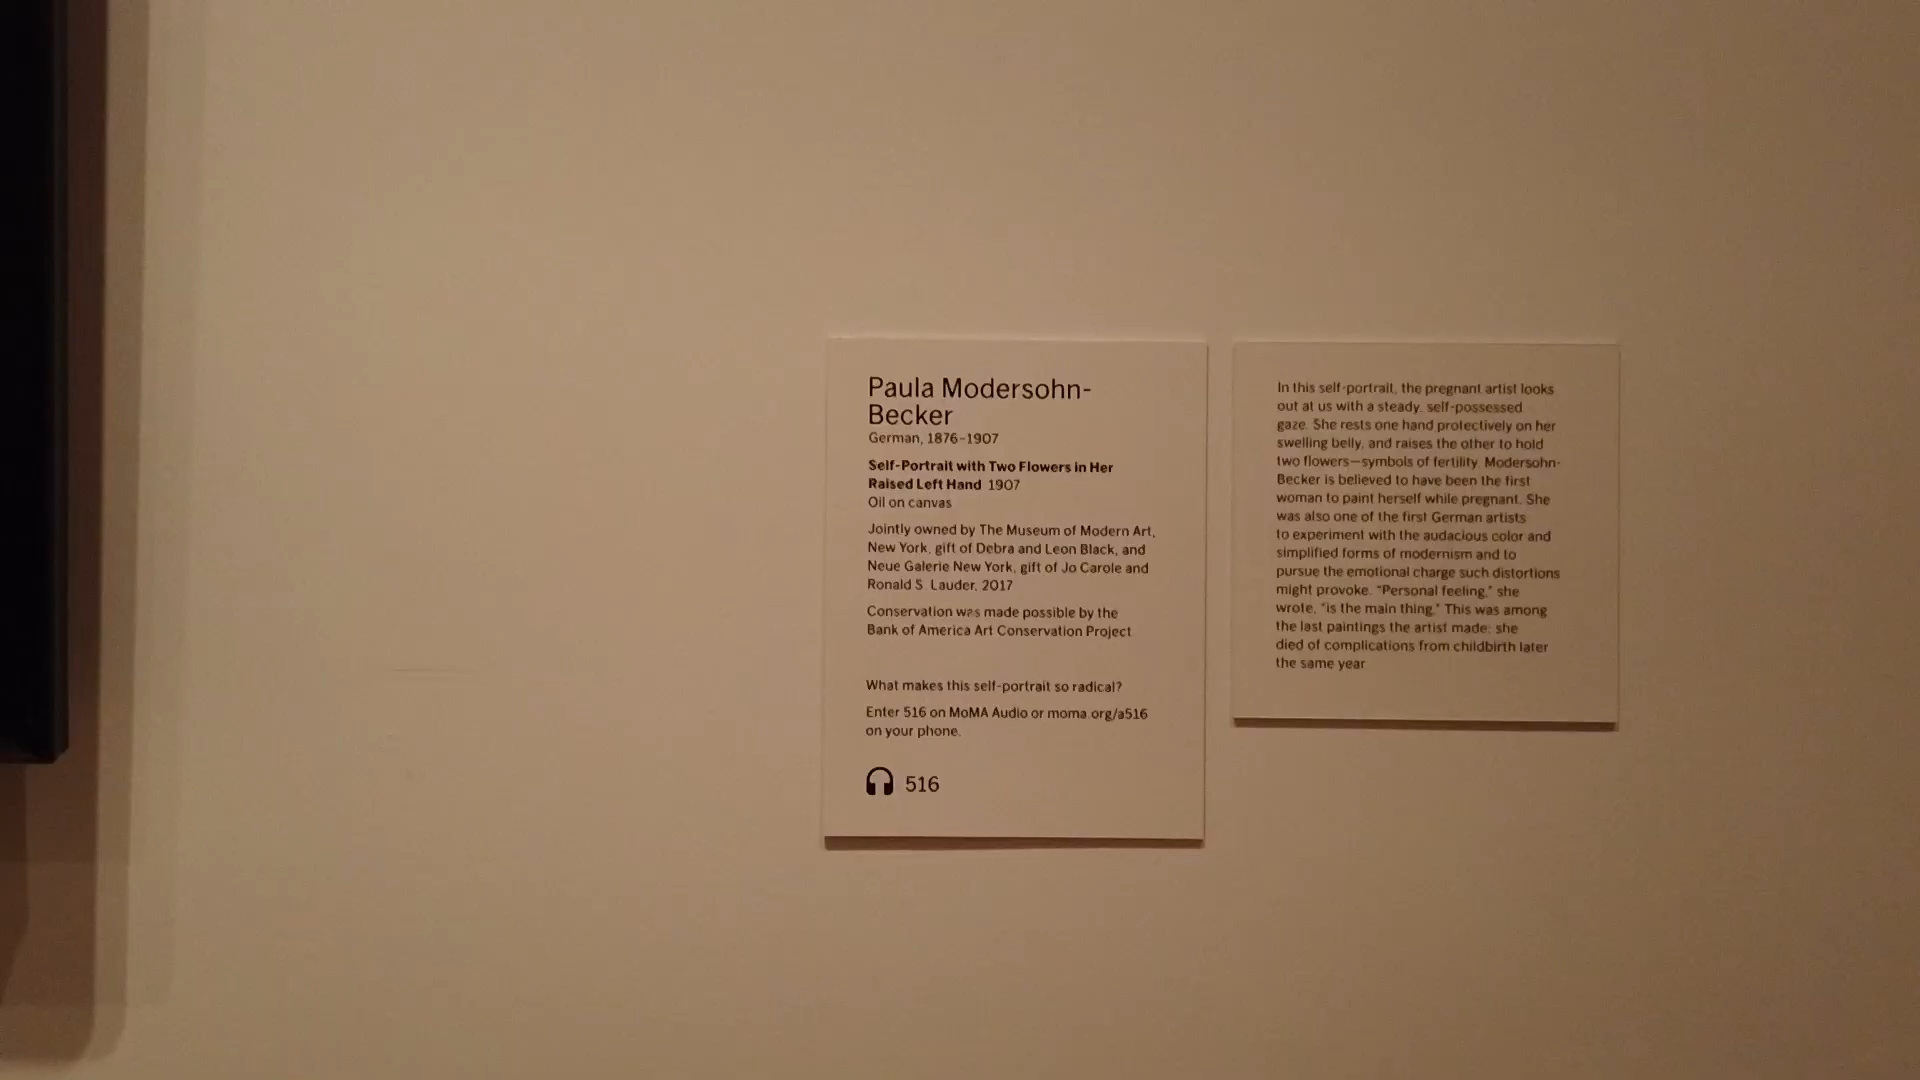 Paula Modersohn-
Becker
German, 1876–1907
Self-Portrait with Two Flowers in Her
Raised Left Hand 1907
Oil on canvas
Jointly owned by The Museum of Modern Art,
New York, gift of Debra and Leon Black, and
Neue Galerie New York, gift of Jo Carole and
Ronald S. Lauder, 2017
Conservation was made possible by the
Bank of America Art Conservation Project
What makes this self-portrait so radical?
Enter 516 on MoMA Audio or moma.org/a516
on your phone.
516
In this self-portrait, the pregnant artist looks
out at us with a steady, self-possessed
gaze. She rests one hand protectively on her
swelling belly, and raises the other to hold
two flowers—symbols of fertility. Modersohn-
Becker is believed to have been the first
woman to paint herself while pregnant. She
was also one of the first German artists
to experiment with the audacious color and
simplified forms of modernism and to
pursue the emotional charge such distortions
might provoke. “Personal feeling,” she
wrote, “is the main thing.” This was among
the last paintings the artist made; she
died of complications from childbirth later
the same year